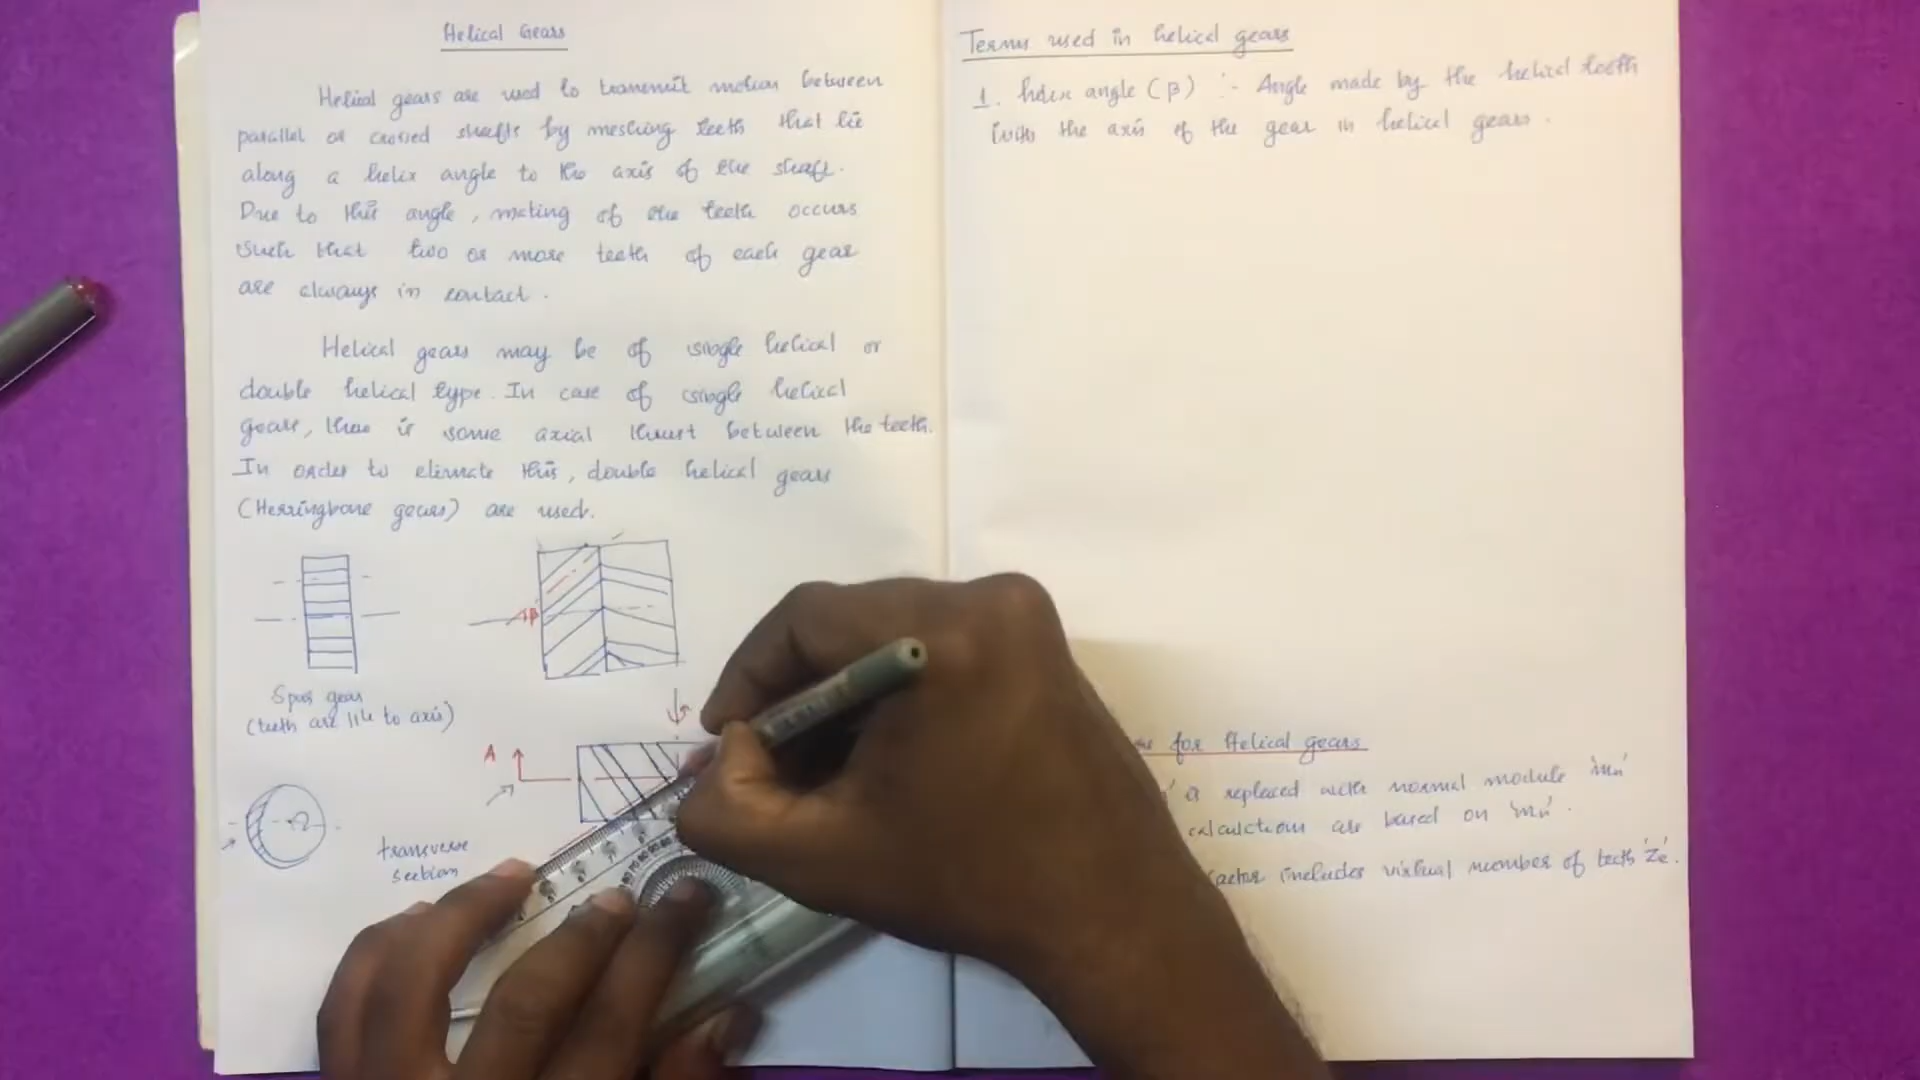 Helical Gears
Helical gears are used to transmit motion between
parallel or crossed shafts by meshing teeth that lie
along a helix angle to the axis of the shaft.
Due to this angle, mating of the teeth occurs
such that two or more teeth of each gear
are always in contact.
Helical gears may be of single helical or
double helical type. In case of single helical
gears, there is some axial thrust between the teeth.
In order to elimate this, double helical gears
(Herringbone gears) are used.
β
Spur gear
(teeth are ||le to axis)
A
transverse
section
Terms used in helical gears
1. helix angle (β) :- Angle made by the helical teeth
with the axis of the gear in helical gears.
for Helical gears
a replaced with normal module 'mn'
calculctions are based on 'mn'.
factor includes virtual number of teeth 'Ze'.